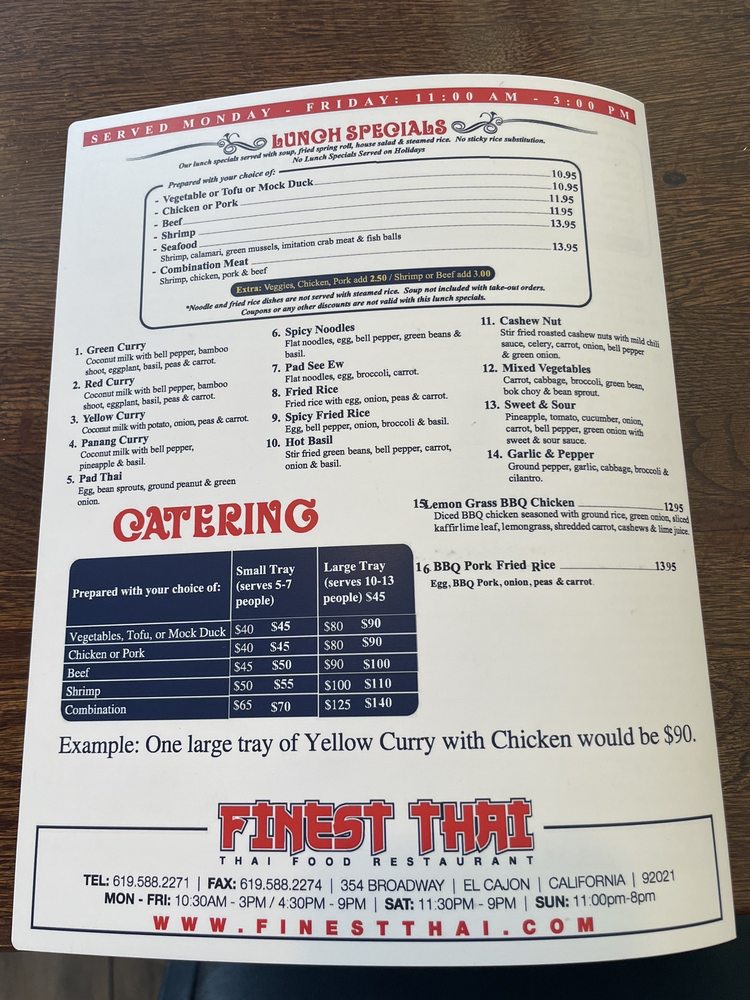 SERVED MONDAY - FRIDAY: 11:00 AM - 3:00 PM
LUNCH SPECIALS
Our lunch specials served with soup, fried spring roll, house salad & steamed rice. No sticky rice substitution.
No Lunch Specials Served on Holidays
Prepared with your choice of:
- Vegetable or Tofu or Mock Duck 10.95
- Chicken or Pork 10.95
- Beef 11.95
- Shrimp 11.95
- Seafood 13.95
Shrimp, calamari, green mussels, imitation crab meat & fish balls
- Combination Meat 13.95
Shrimp, chicken, pork & beef
Extra: Veggies, Chicken, Pork add 2.50 / Shrimp or Beef add 3.00
*Noodle and fried rice dishes are not served with steamed rice. Soup not included with take-out orders.
Coupons or any other discounts are not valid with this lunch specials.
1. Green Curry
Coconut milk with bell pepper, bamboo
shoot, eggplant, basil, peas & carrot.
2. Red Curry
Coconut milk with bell pepper, bamboo
shoot, eggplant, basil, peas & carrot.
3. Yellow Curry
Coconut milk with potato, onion, peas & carrot.
4. Panang Curry
Coconut milk with bell pepper,
pineapple & basil.
5. Pad Thai
Egg, bean sprouts, ground peanut & green
onion.
6. Spicy Noodles
Flat noodles, egg, bell pepper, green beans &
basil.
7. Pad See Ew
Flat noodles, egg, broccoli, carrot.
8. Fried Rice
Fried rice with egg, onion, peas & carrot.
9. Spicy Fried Rice
Egg, bell pepper, onion, broccoli & basil.
10. Hot Basil
Stir fried green beans, bell pepper, carrot,
onion & basil.
11. Cashew Nut
Stir fried roasted cashew nuts with mild chili
sauce, celery, carrot, onion, bell pepper
& green onion.
12. Mixed Vegetables
Carrot, cabbage, broccoli, green bean,
bok choy & bean sprout.
13. Sweet & Sour
Pineapple, tomato, cucumber, onion,
carrot, bell pepper, green onion with
sweet & sour sauce.
14. Garlic & Pepper
Ground pepper, garlic, cabbage, broccoli &
cilantro.
15Lemon Grass BBQ Chicken 1295
Diced BBQ chicken seasoned with ground rice, green onion, sliced
kaffir lime leaf, lemongrass, shredded carrot, cashews & lime juice.
16 BBQ Pork Fried Rice 1395
Egg, BBQ Pork, onion, peas & carrot.
CATERING
Prepared with your choice of:
Small Tray
(serves 5-7
people)
Large Tray
(serves 10-13
people) $45
Vegetables, Tofu, or Mock Duck $40 $45 $80 $90
Chicken or Pork $40 $45 $80 $90
Beef $45 $50 $90 $100
Shrimp $50 $55 $100 $110
Combination $65 $70 $125 $140
Example: One large tray of Yellow Curry with Chicken would be $90.
FINEST THAI
THAI FOOD RESTAURANT
TEL: 619.588.2271 | FAX: 619.588.2274 | 354 BROADWAY | EL CAJON | CALIFORNIA | 92021
MON - FRI: 10:30AM - 3PM / 4:30PM - 9PM | SAT: 11:30PM - 9PM | SUN: 11:00pm-8pm
WWW.FINESTTHAI.COM